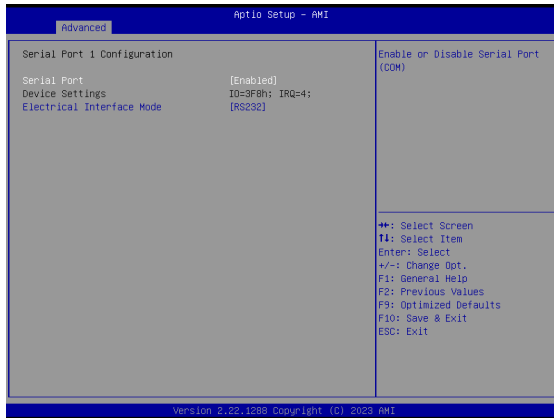 Aptio Setup - AMI
Advanced
Serial Port 1 Configuration
Serial Port [Enabled]
Device Settings IO=3F8h; IRQ=4;
Electrical Interface Mode [RS232]
Enable or Disable Serial Port
(COM)
→←: Select Screen
↑↓: Select Item
Enter: Select
+/-: Change Opt.
F1: General Help
F2: Previous Values
F9: Optimized Defaults
F10: Save & Exit
ESC: Exit
Version 2.22.1288 Copyright (C) 2023 AMI